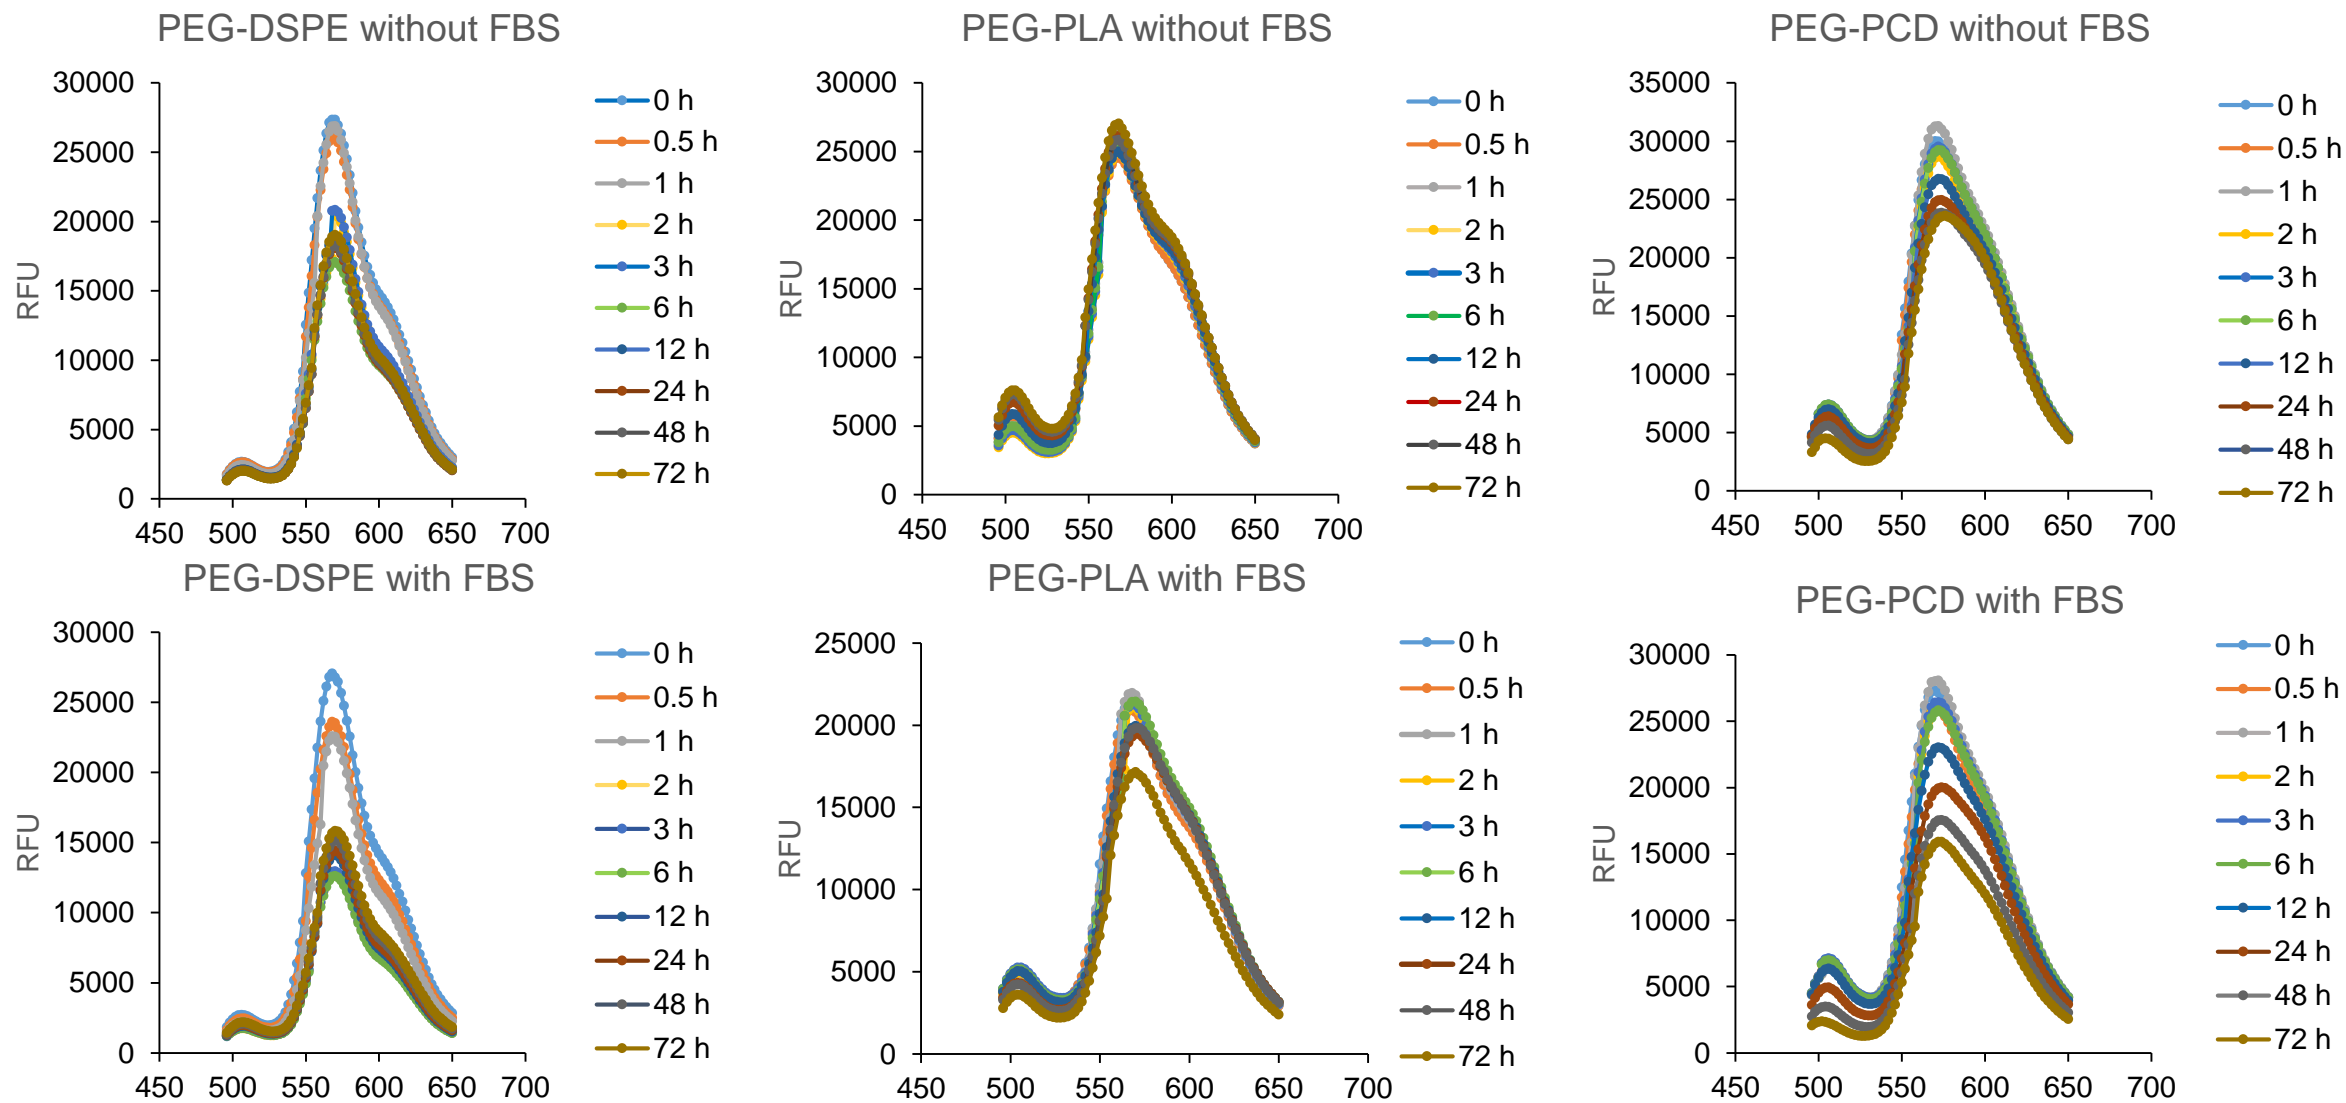 PEG-DSPE without FBS
30000
25000
20000
15000
10000
5000
0
RFU
450 500 550 600 650 700
0 h
0.5 h
1 h
2 h
3 h
6 h
12 h
24 h
48 h
72 h
PEG-PLA without FBS
30000
25000
20000
15000
10000
5000
0
RFU
450 500 550 600 650 700
0 h
0.5 h
1 h
2 h
3 h
6 h
12 h
24 h
48 h
72 h
PEG-PCD without FBS
35000
30000
25000
20000
15000
10000
5000
0
RFU
450 500 550 600 650 700
0 h
0.5 h
1 h
2 h
3 h
6 h
12 h
24 h
48 h
72 h
PEG-DSPE with FBS
30000
25000
20000
15000
10000
5000
0
RFU
450 500 550 600 650 700
0 h
0.5 h
1 h
2 h
3 h
6 h
12 h
24 h
48 h
72 h
PEG-PLA with FBS
25000
20000
15000
10000
5000
0
RFU
450 500 550 600 650 700
0 h
0.5 h
1 h
2 h
3 h
6 h
12 h
24 h
48 h
72 h
PEG-PCD with FBS
30000
25000
20000
15000
10000
5000
0
RFU
450 500 550 600 650 700
0 h
0.5 h
1 h
2 h
3 h
6 h
12 h
24 h
48 h
72 h